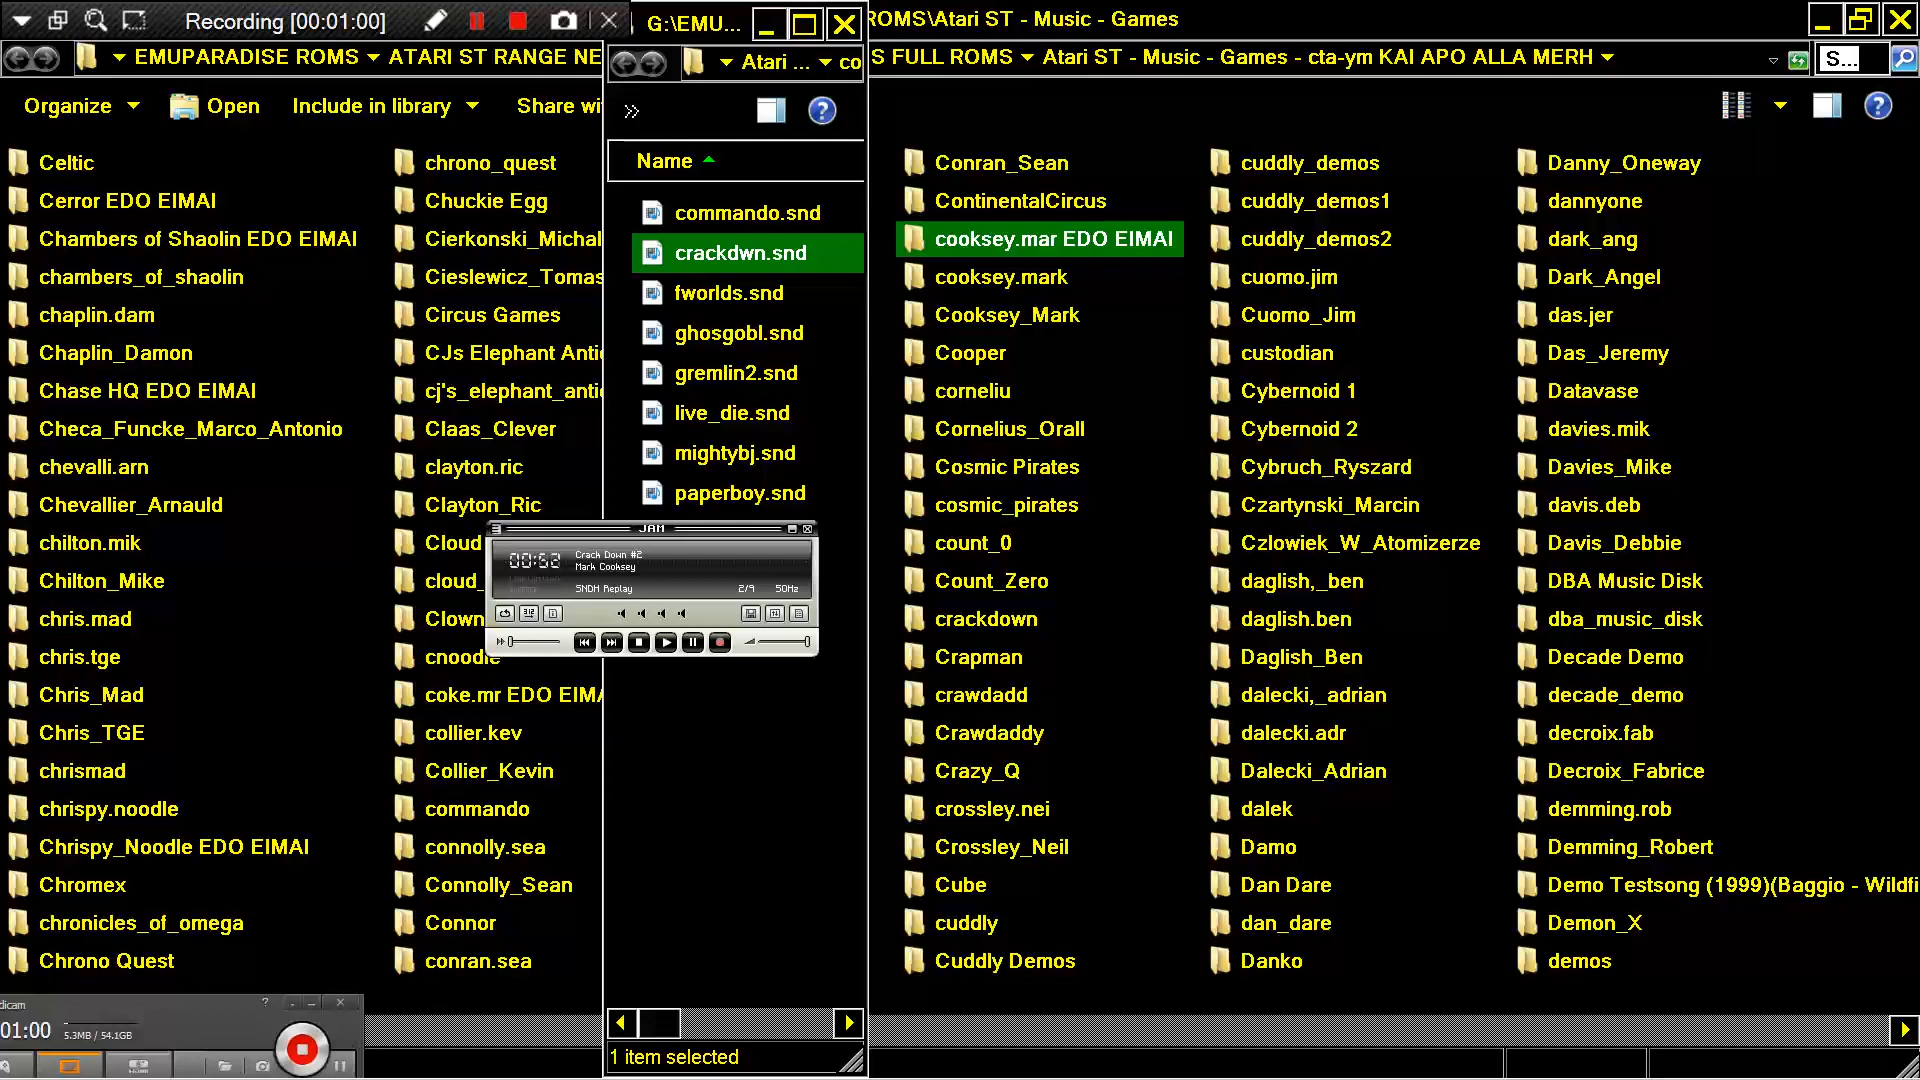 Recording [00:01:00]
G:\EMU...
ROMS\Atari ST - Music - Games
EMUPARADISE ROMS ATARI ST RANGE NE
Atari ... co
S FULL ROMS Atari ST - Music - Games - cta-ym KAI APO ALLA MERH
S...
Organize Open Include in library Share wi
Name
commando.snd
crackdwn.snd
fworlds.snd
ghosgobl.snd
gremlin2.snd
live_die.snd
mightybj.snd
paperboy.snd
Celtic
Cerror EDO EIMAI
Chambers of Shaolin EDO EIMAI
chambers_of_shaolin
chaplin.dam
Chaplin_Damon
Chase HQ EDO EIMAI
Checa_Funcke_Marco_Antonio
chevalli.arn
Chevallier_Arnauld
chilton.mik
Chilton_Mike
chris.mad
chris.tge
Chris_Mad
Chris_TGE
chrismad
chrispy.noodle
Chrispy_Noodle EDO EIMAI
Chromex
chronicles_of_omega
Chrono Quest
chrono_quest
Chuckie Egg
Cierkonski_Michal
Cieslewicz_Tomas
Circus Games
CJs Elephant Antic
cj's_elephant_antic
Claas_Clever
clayton.ric
Clayton_Ric
Cloud
cloud_
Clown
cnoodle
coke.mr EDO EIMA
collier.kev
Collier_Kevin
commando
connolly.sea
Connolly_Sean
Connor
conran.sea
JAM
00:52
Crack Down #2
Mark Cooksey
SNDH Replay 2/9 50Hz
Conran_Sean
ContinentalCircus
cooksey.mar EDO EIMAI
cooksey.mark
Cooksey_Mark
Cooper
corneliu
Cornelius_Orall
Cosmic Pirates
cosmic_pirates
count_0
Count_Zero
crackdown
Crapman
crawdadd
Crawdaddy
Crazy_Q
crossley.nei
Crossley_Neil
Cube
cuddly
Cuddly Demos
cuddly_demos
cuddly_demos1
cuddly_demos2
cuomo.jim
Cuomo_Jim
custodian
Cybernoid 1
Cybernoid 2
Cybruch_Ryszard
Czartynski_Marcin
Czlowiek_W_Atomizerze
daglish,_ben
daglish.ben
Daglish_Ben
dalecki,_adrian
dalecki.adr
Dalecki_Adrian
dalek
Damo
Dan Dare
dan_dare
Danko
Danny_Oneway
dannyone
dark_ang
Dark_Angel
das.jer
Das_Jeremy
Datavase
davies.mik
Davies_Mike
davis.deb
Davis_Debbie
DBA Music Disk
dba_music_disk
Decade Demo
decade_demo
decroix.fab
Decroix_Fabrice
demming.rob
Demming_Robert
Demo Testsong (1999)(Baggio - Wildfi
Demon_X
demos
dicam
01:00 5.3MB / 54.1GB
1 item selected